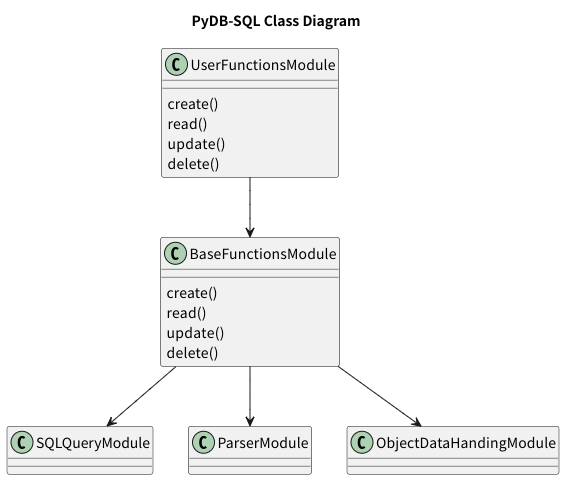 PyDB-SQL Class Diagram
C UserFunctionsModule
create()
read()
update()
delete()
C BaseFunctionsModule
create()
read()
update()
delete()
C SQLQueryModule
C ParserModule
C ObjectDataHandingModule